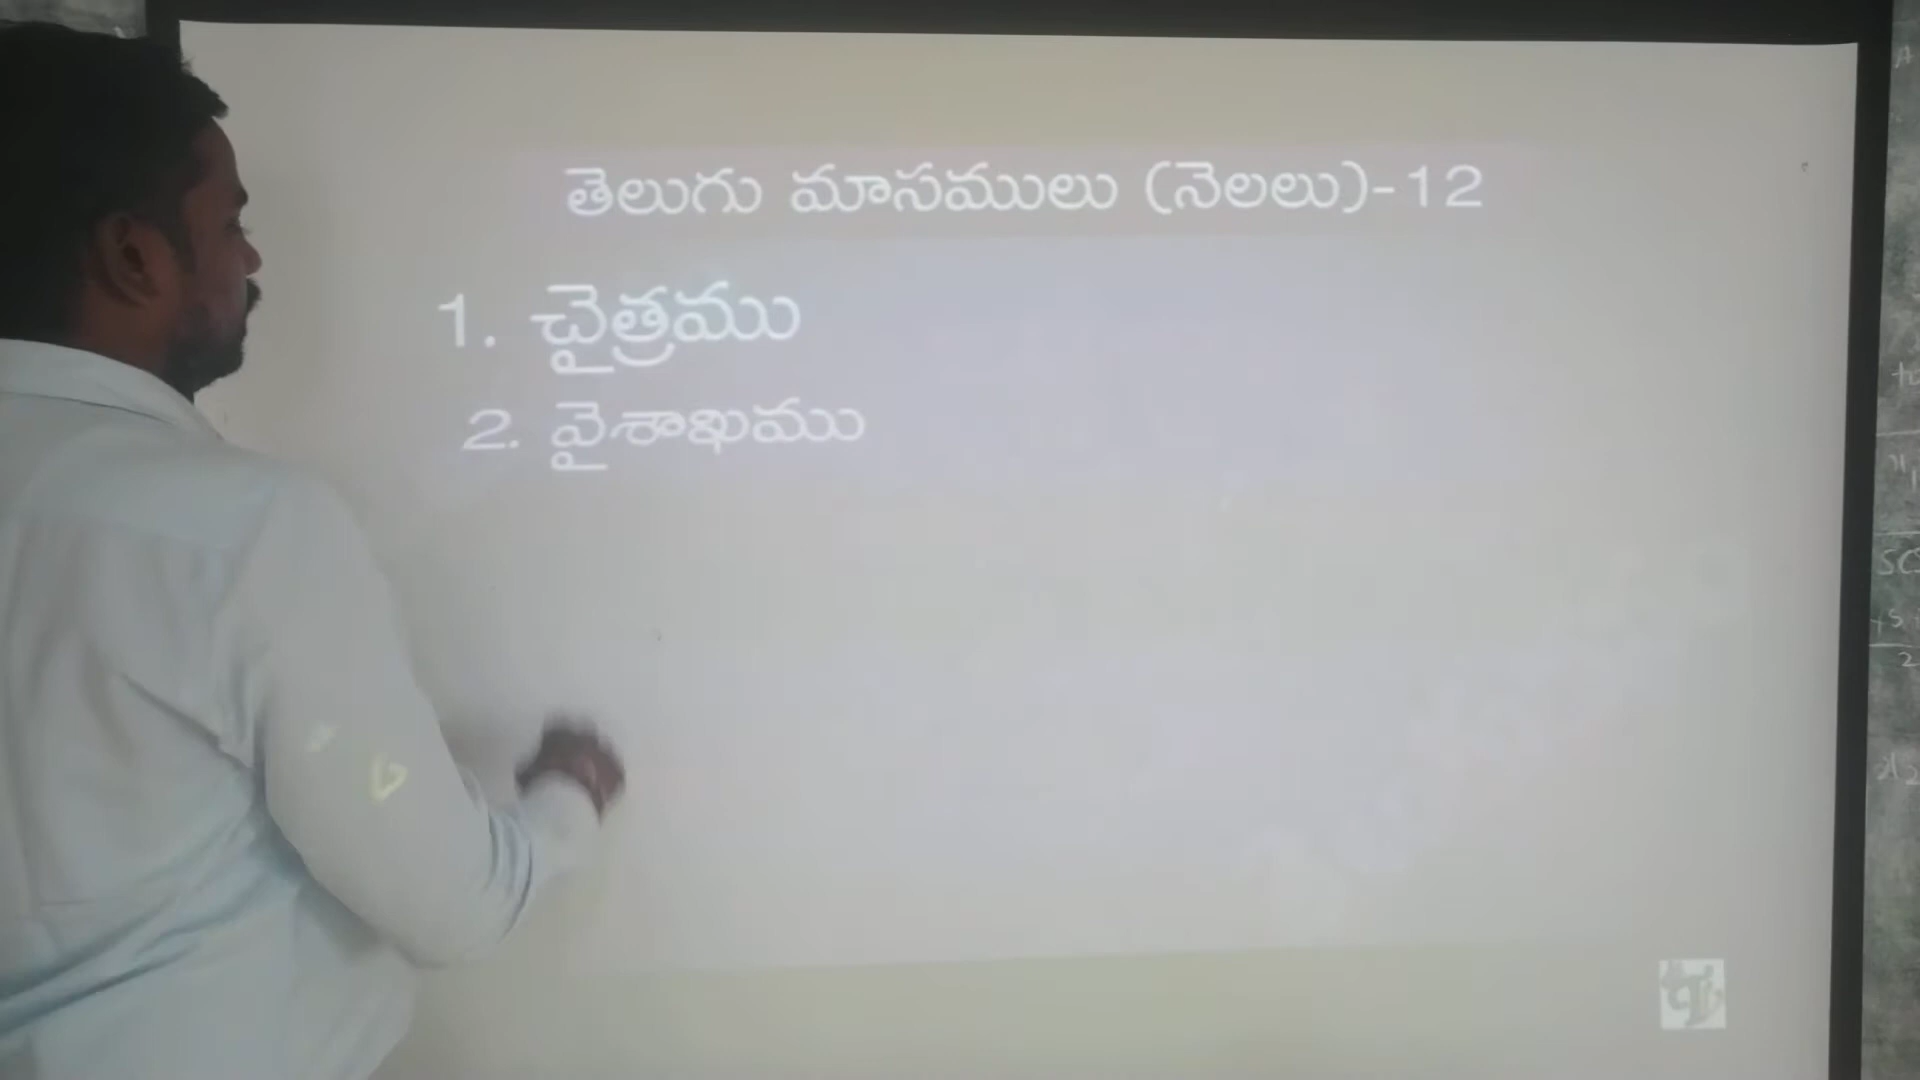 తెలుగు మాసములు (నెలలు)-12
1. చైత్రము
2. వైశాఖము